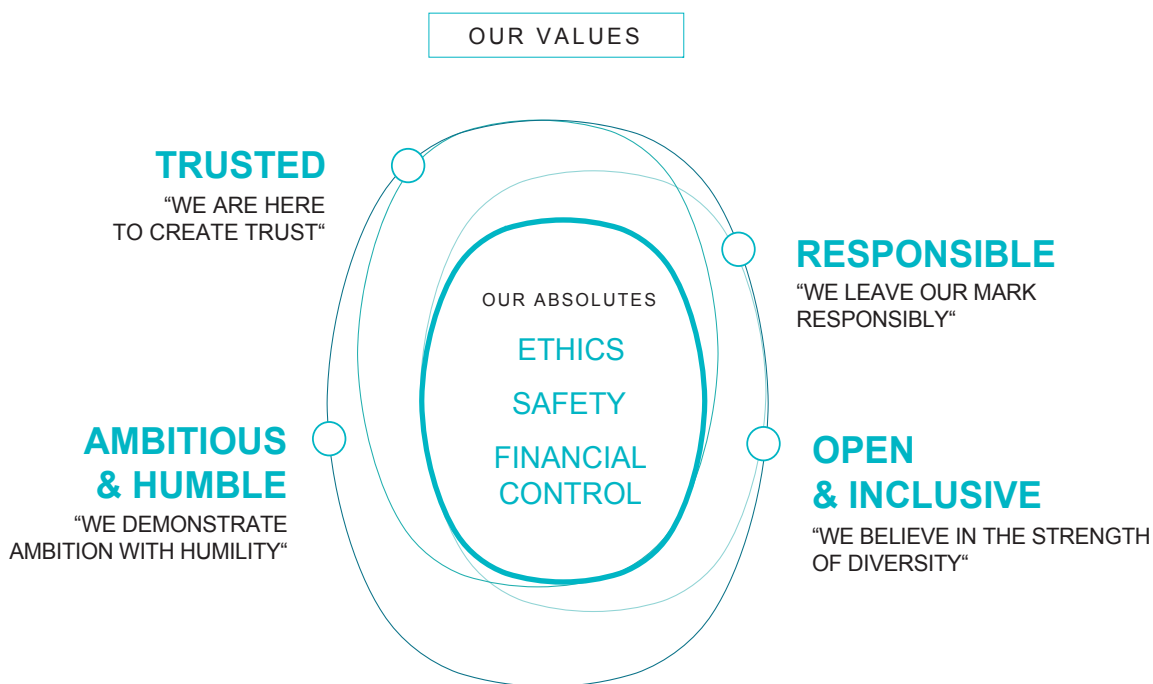 OUR VALUES
TRUSTED
“WE ARE HERE
TO CREATE TRUST“
RESPONSIBLE
“WE LEAVE OUR MARK
RESPONSIBLY“
OUR ABSOLUTES
ETHICS
SAFETY
FINANCIAL
CONTROL
AMBITIOUS
& HUMBLE
“WE DEMONSTRATE
AMBITION WITH HUMILITY“
OPEN
& INCLUSIVE
“WE BELIEVE IN THE STRENGTH
OF DIVERSITY“